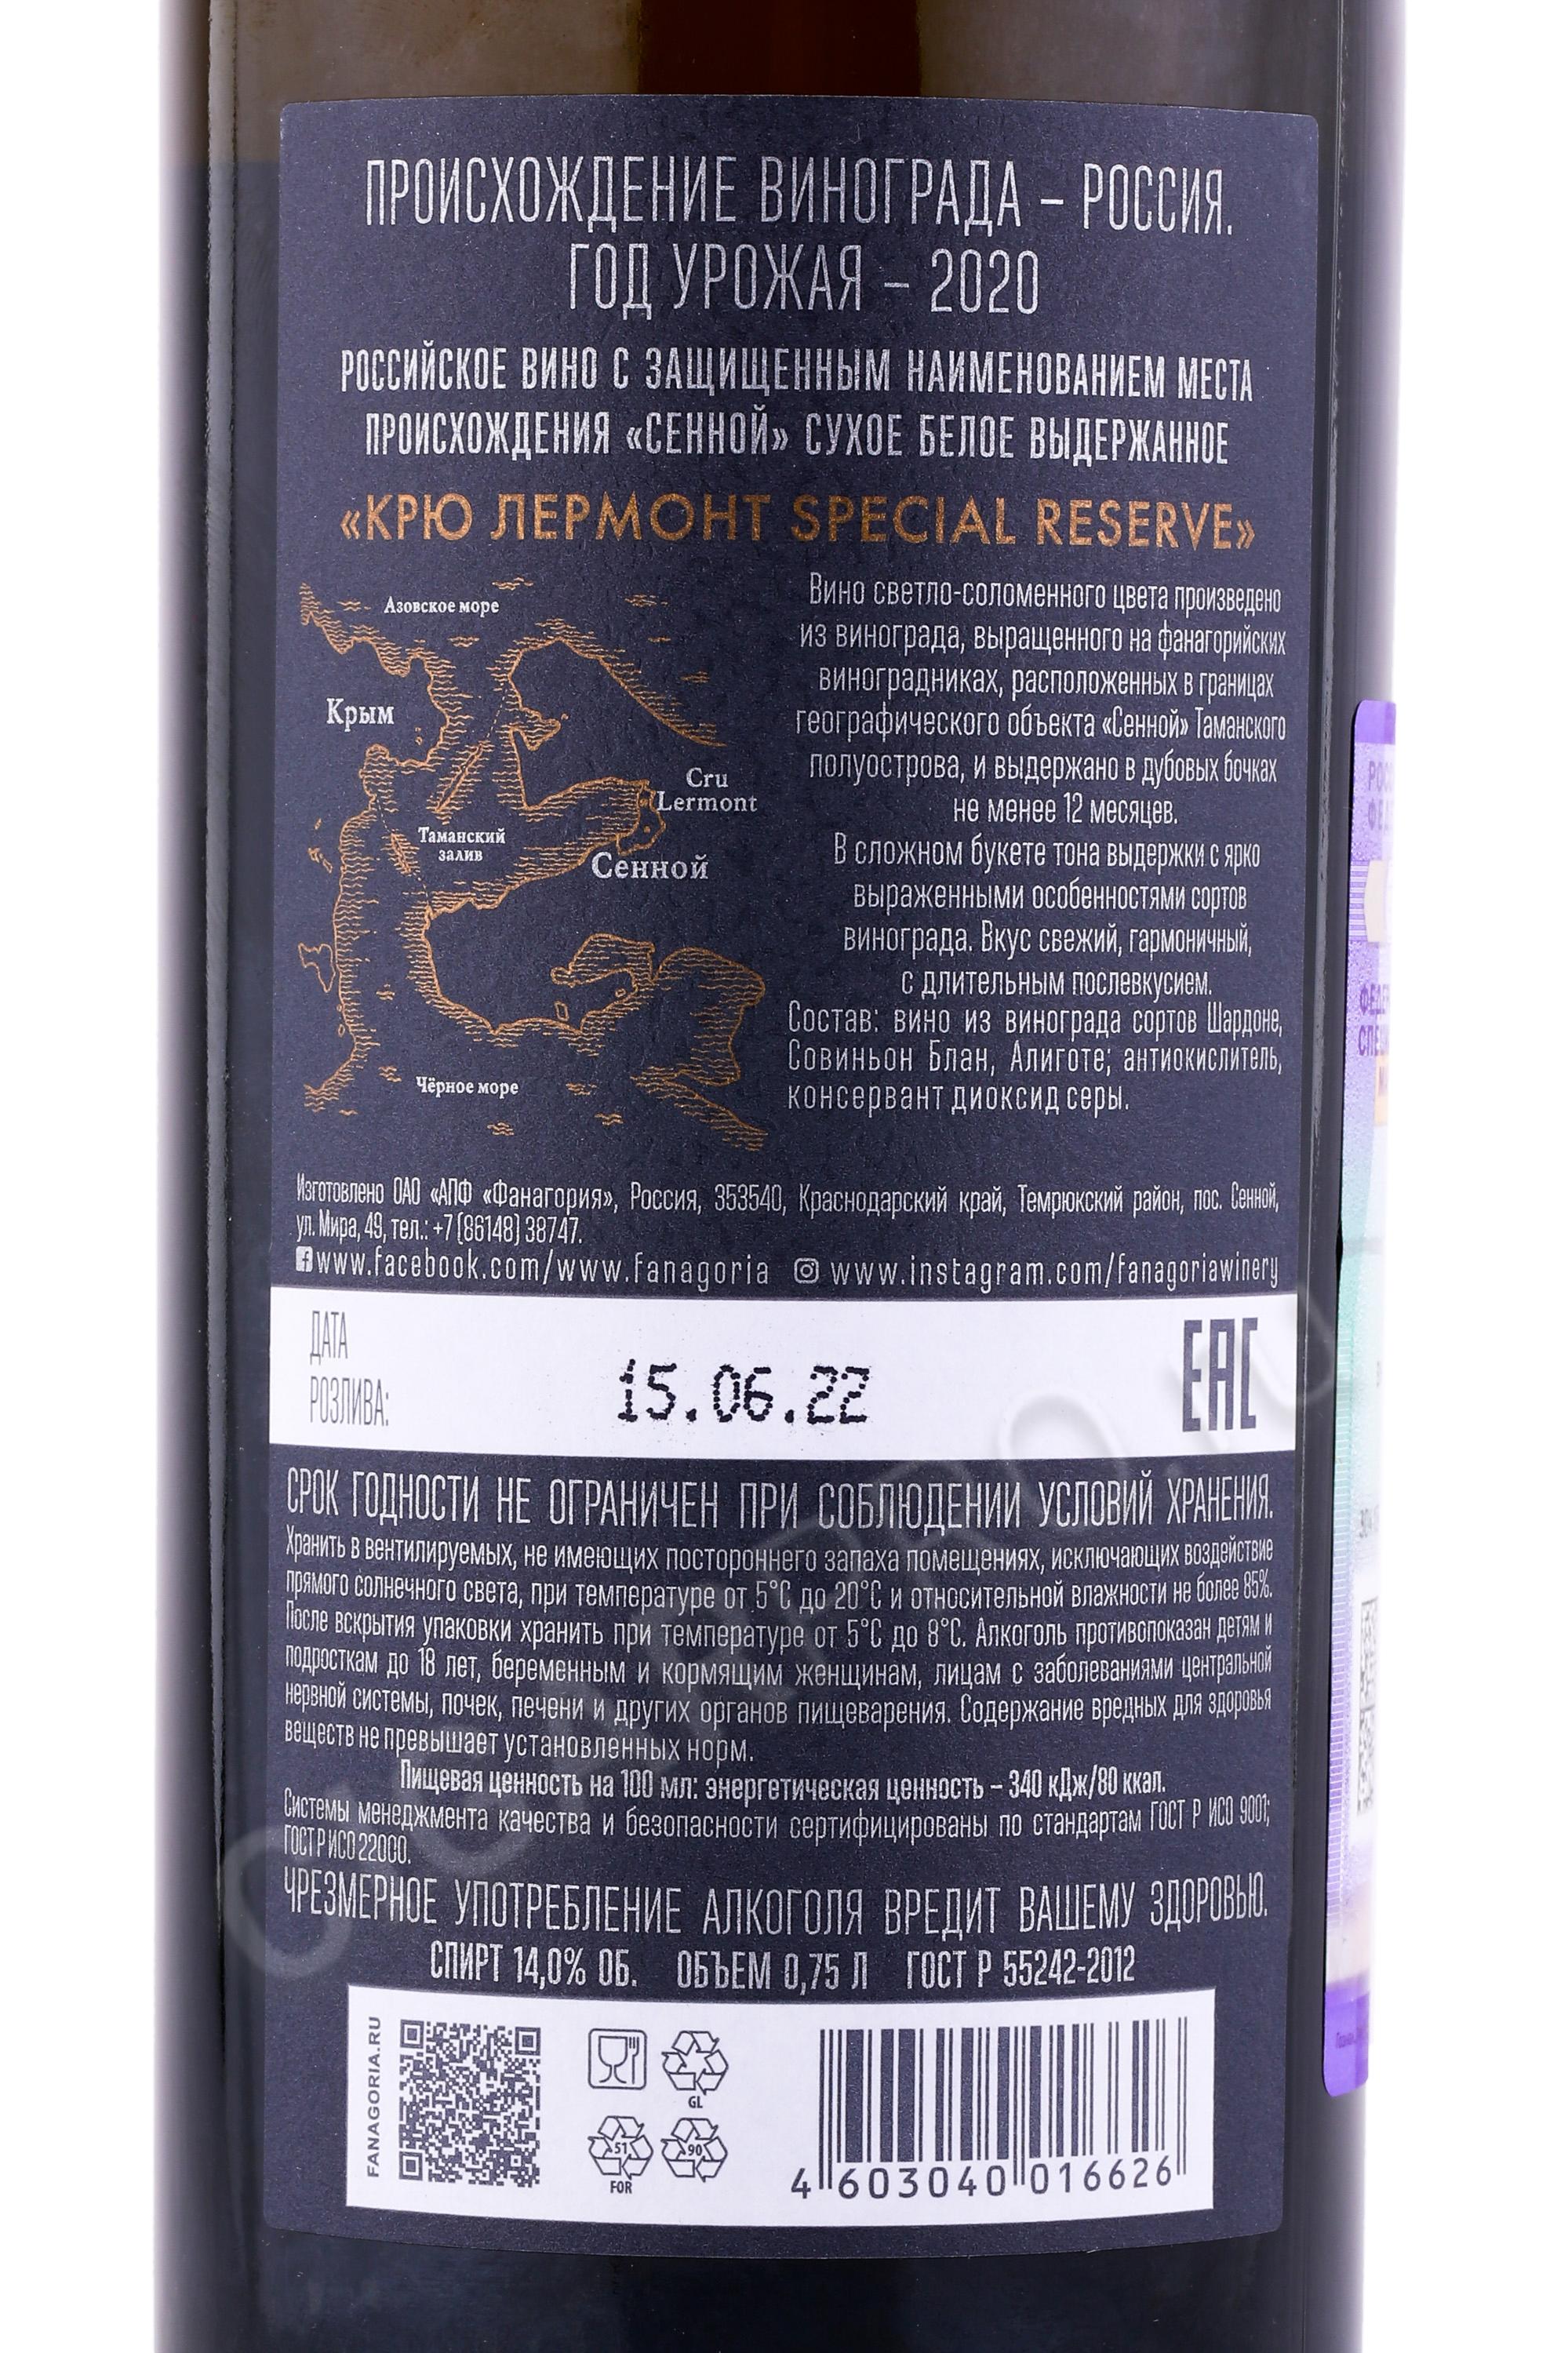 ПРОИСХОЖДЕНИЕ ВИНОГРАДА – РОССИЯ.
ГОД УРОЖАЯ – 2020
РОССИЙСКОЕ ВИНО С ЗАЩИЩЕННЫМ НАИМЕНОВАНИЕМ МЕСТА
ПРОИСХОЖДЕНИЯ «СЕННОЙ» СУХОЕ БЕЛОЕ ВЫДЕРЖАННОЕ
«КРЮ ЛЕРМОНТ SPECIAL RESERVE»
Азовское море
Крым
Cru
Lermont
Таманский
залив
Сенной
Чёрное море
Вино светло-соломенного цвета произведено
из винограда, выращенного на фанагорийских
виноградниках, расположенных в границах
географического объекта «Сенной» Таманского
полуострова, и выдержано в дубовых бочках
не менее 12 месяцев.
В сложном букете тона выдержки с ярко
выраженными особенностями сортов
винограда. Вкус свежий, гармоничный,
с длительным послевкусием.
Состав: вино из винограда сортов Шардоне,
Совиньон Блан, Алиготе; антиокислитель,
консервант диоксид серы.
Изготовлено ОАО «АПФ «Фанагория», Россия, 353540, Краснодарский край, Темрюкский район, пос. Сенной,
ул. Мира, 49, тел.: +7 (86148) 38747.
www.facebook.com/www.fanagoria www.instagram.com/fanagoriawinery
ДАТА
РОЗЛИВА:
15.06.22
EAC
СРОК ГОДНОСТИ НЕ ОГРАНИЧЕН ПРИ СОБЛЮДЕНИИ УСЛОВИЙ ХРАНЕНИЯ.
Хранить в вентилируемых, не имеющих постороннего запаха помещениях, исключающих воздействие
прямого солнечного света, при температуре от 5°С до 20°С и относительной влажности не более 85%.
После вскрытия упаковки хранить при температуре от 5°С до 8°С. Алкоголь противопоказан детям и
подросткам до 18 лет, беременным и кормящим женщинам, лицам с заболеваниями центральной
нервной системы, почек, печени и других органов пищеварения. Содержание вредных для здоровья
веществ не превышает установленных норм.
Пищевая ценность на 100 мл: энергетическая ценность – 340 кДж/80 ккал.
Системы менеджмента качества и безопасности сертифицированы по стандартам ГОСТ Р ИСО 9001;
ГОСТ Р ИСО 22000.
ЧРЕЗМЕРНОЕ УПОТРЕБЛЕНИЕ АЛКОГОЛЯ ВРЕДИТ ВАШЕМУ ЗДОРОВЬЮ.
СПИРТ 14,0% ОБ. ОБЪЕМ 0,75 Л ГОСТ Р 55242-2012
FANAGORIA.RU
GL
51
FOR
90
4 603040 016626